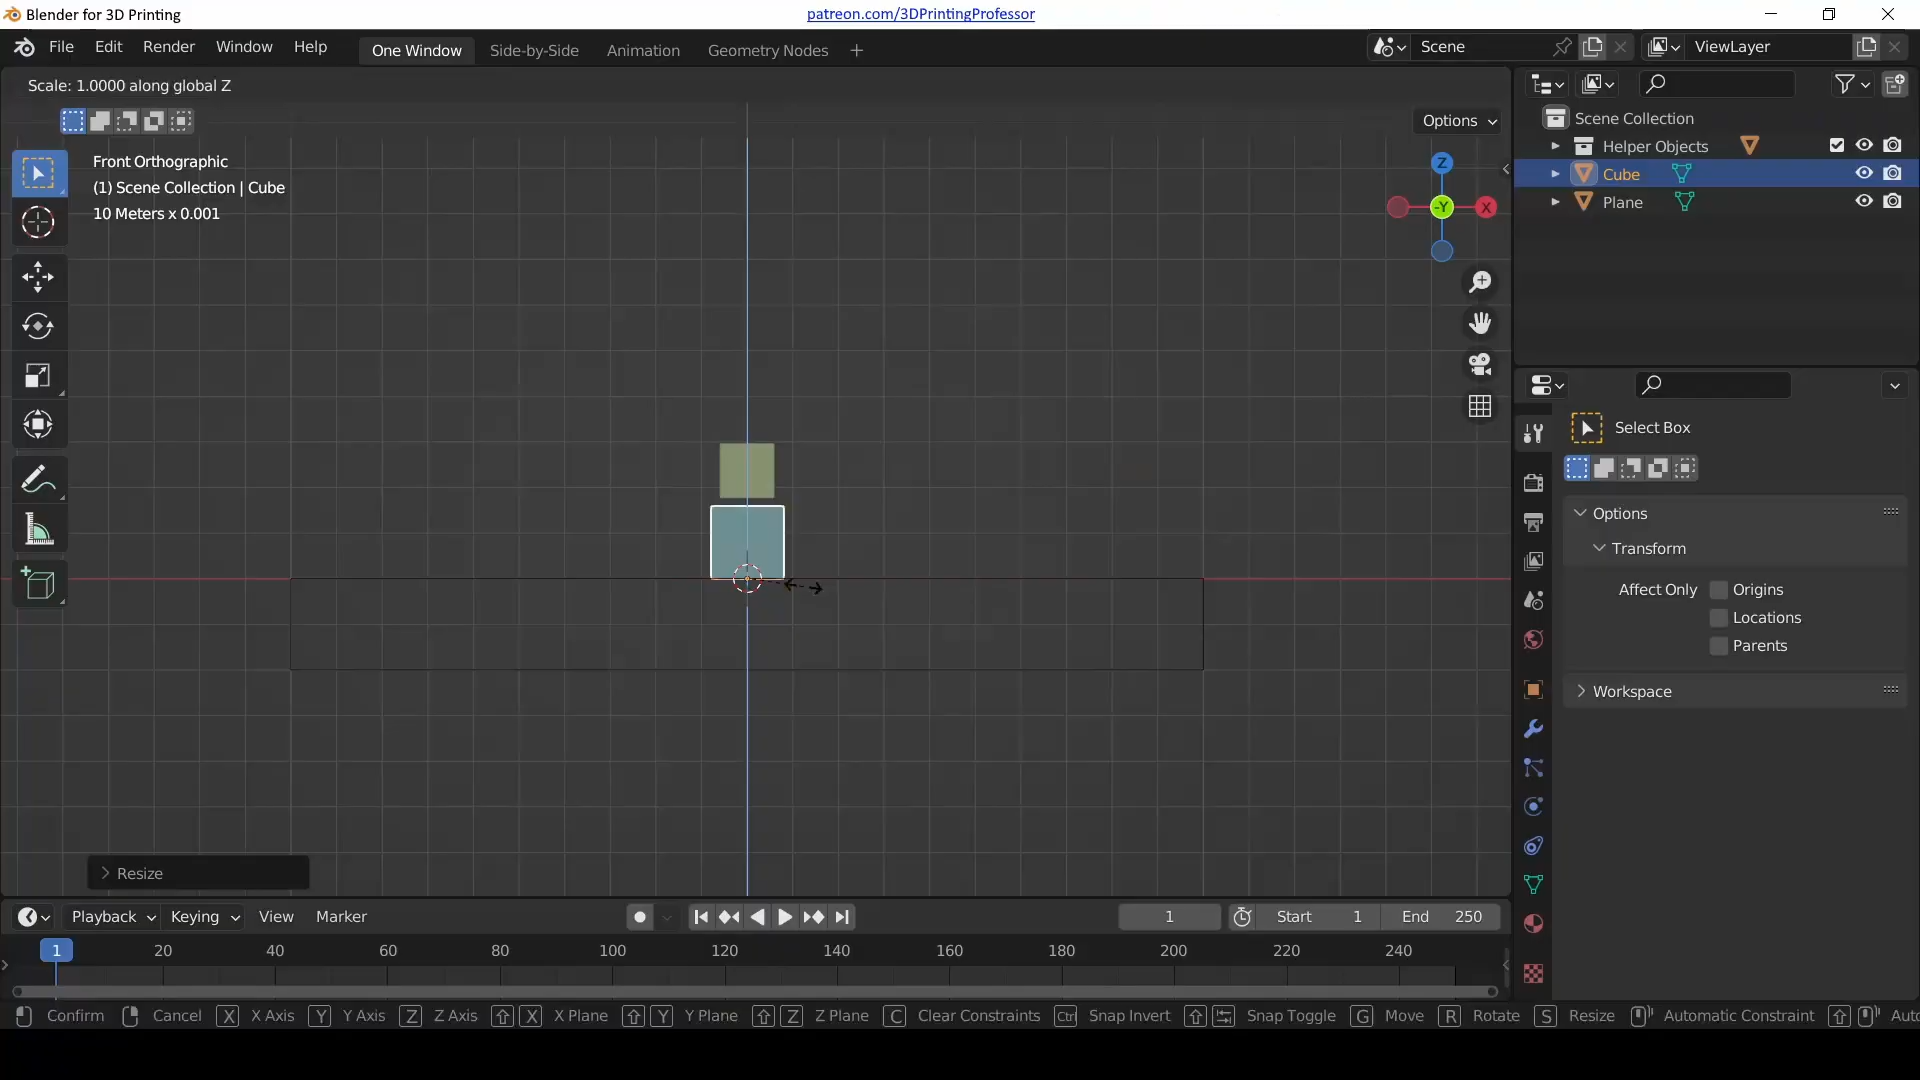 Blender for 3D Printing
patreon.com/3DPrintingProfessor
File Edit Render Window Help One Window Side-by-Side Animation Geometry Nodes + Scene ViewLayer
Scale: 1.0000 along global Z
Options
Front Orthographic
(1) Scene Collection | Cube
10 Meters x 0.001
Z
-Y
X
Scene Collection
Helper Objects
Cube
Plane
Select Box
Options
Transform
Affect Only Origins
Locations
Parents
Workspace
Resize
Playback Keying View Marker 1 Start 1 End 250
1 20 40 60 80 100 120 140 160 180 200 220 240
Confirm Cancel X X Axis Y Y Axis Z Z Axis X X Plane Y Y Plane Z Z Plane C Clear Constraints Ctrl Snap Invert Snap Toggle G Move R Rotate S Resize Automatic Constraint Auto